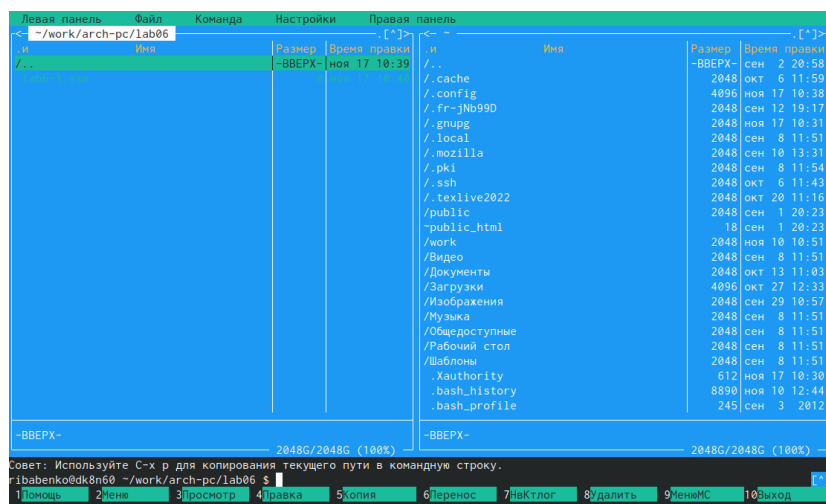 Левая панель Файл Команда Настройки Правая панель
<─ ~/work/arch-pc/lab06 .[^]> <─ ~ .[^]>
.и Имя Размер Время правки .и Имя Размер Время правки
/.. -ВВЕРХ- ноя 17 10:39 /.. -ВВЕРХ- сен 2 20:58
/.cache 2048 окт 6 11:59
/.config 4096 ноя 17 10:38
/.fr-jNb99D 2048 сен 12 19:17
/.gnupg 2048 ноя 17 10:31
/.local 2048 сен 8 11:51
/.mozilla 2048 сен 10 13:31
/.pki 2048 сен 8 11:54
/.ssh 2048 окт 6 11:43
/.texlive2022 2048 окт 20 11:16
/public 2048 сен 1 20:23
~public_html 18 сен 1 20:23
/work 2048 ноя 10 10:51
/Видео 2048 сен 8 11:51
/Документы 2048 окт 13 11:03
/Загрузки 4096 окт 27 12:33
/Изображения 2048 сен 29 10:57
/Музыка 2048 сен 8 11:51
/Общедоступные 2048 сен 8 11:51
/Рабочий стол 2048 сен 8 11:51
/Шаблоны 2048 сен 8 11:51
.Xauthority 612 ноя 17 10:30
.bash_history 8890 ноя 10 12:44
.bash_profile 245 сен 3 2012
-ВВЕРХ- -ВВЕРХ-
2048G/2048G (100%) 2048G/2048G (100%)
Совет: Используйте C-x p для копирования текущего пути в командную строку.
ribabenko@dk8n60 ~/work/arch-pc/lab06 $ [^]
1Помощь 2Меню 3Просмотр 4Правка 5Копия 6Перенос 7НвКтлог 8Удалить 9МенюMC 10Выход